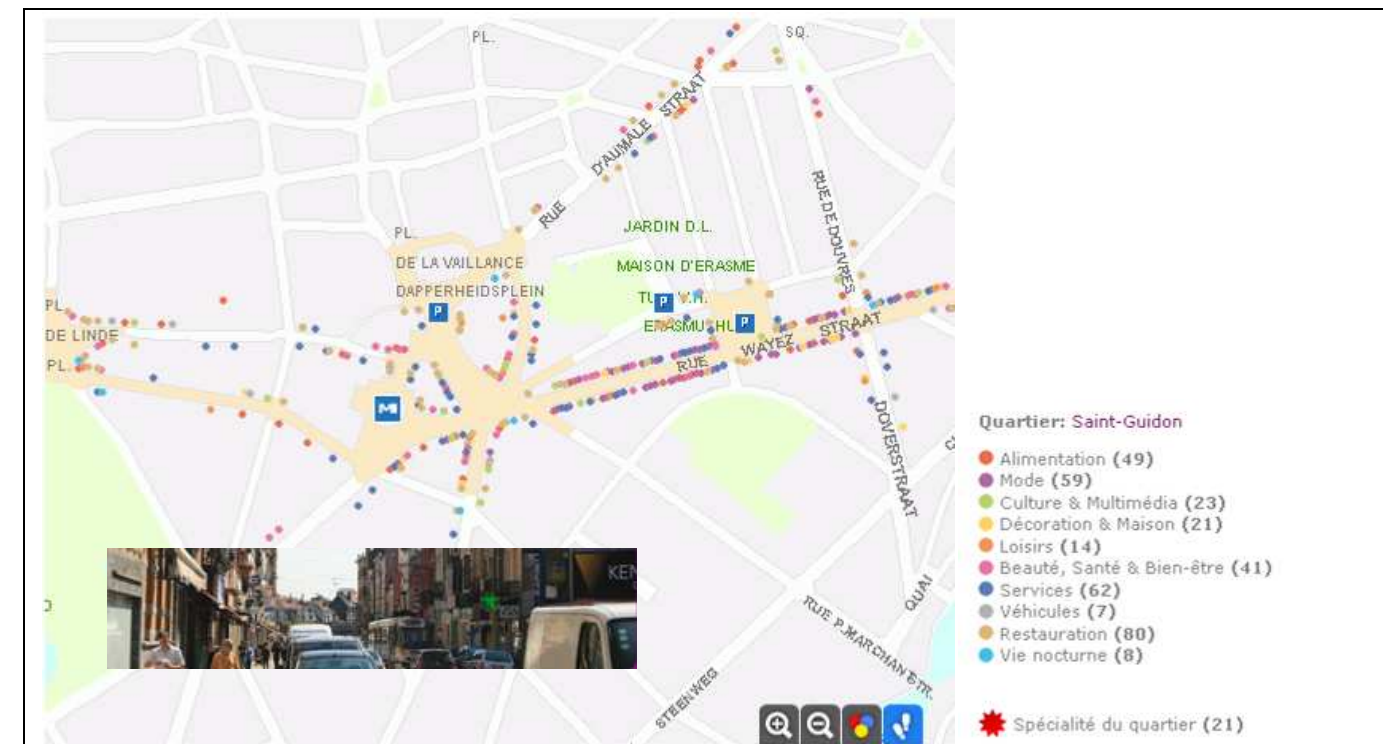 PL.
SQ.
RUE D'AUMALE STRAAT
RUE DE DOUVRES
JARDIN D.L.
PL.
DE LA VAILLANCE
MAISON D'ERASME
DAPPERHEIDSPLEIN
P
P
P
PL.
DE LINDE
PL.
RUE WAYEZ STRAAT
M
DOVERSTRAAT
Quartier: Saint-Guidon
Alimentation (49)
Mode (59)
Culture & Multimédia (23)
Décoration & Maison (21)
Loisirs (14)
Beauté, Santé & Bien-être (41)
Services (62)
Véhicules (7)
Restauration (80)
Vie nocturne (8)
KEN
QUAI
RUE P.MARCHANTSTR.
STEENWEG
Spécialité du quartier (21)